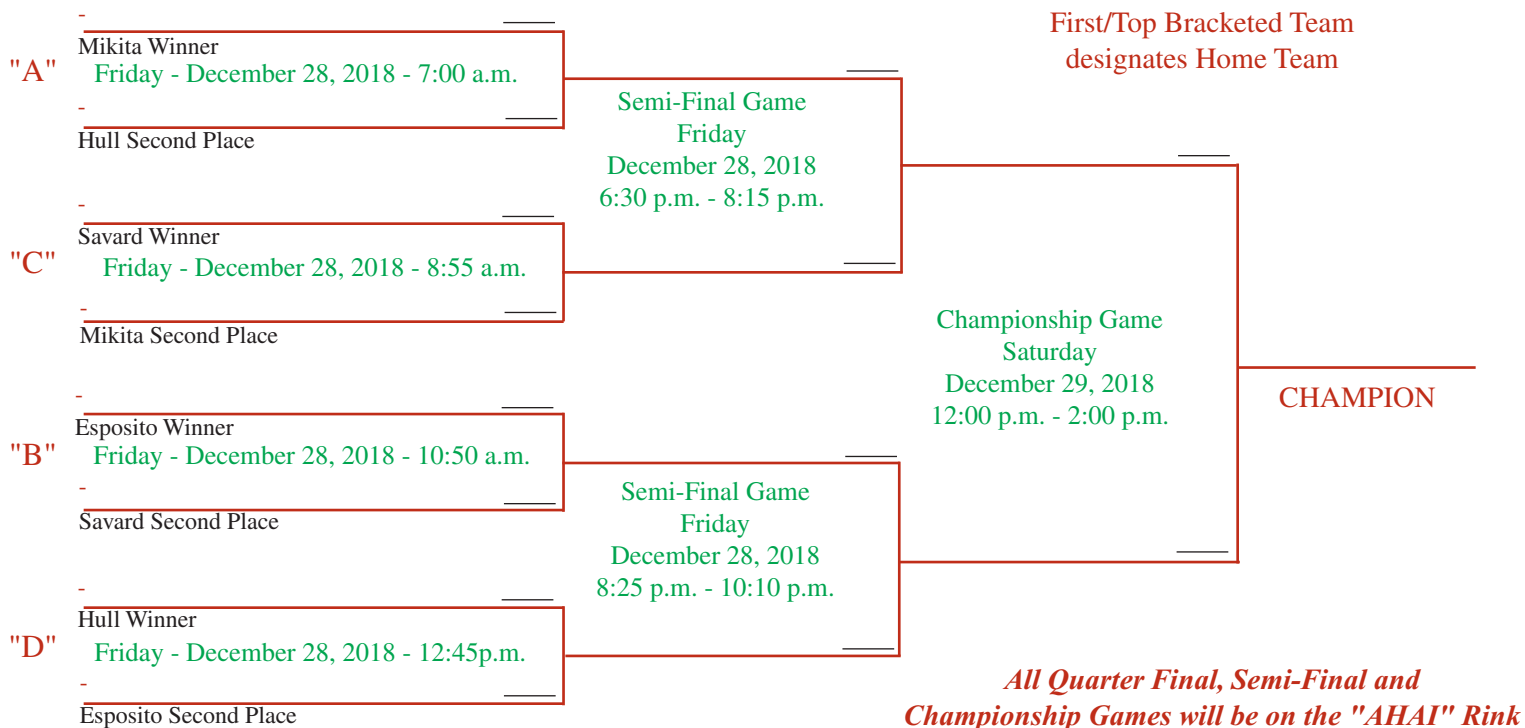 First/Top Bracketed Team
designates Home Team
-
Mikita Winner
"A"
Friday - December 28, 2018 - 7:00 a.m.
-
Hull Second Place
Semi-Final Game
Friday
December 28, 2018
6:30 p.m. - 8:15 p.m.
-
Savard Winner
"C"
Friday - December 28, 2018 - 8:55 a.m.
-
Mikita Second Place
Championship Game
Saturday
December 29, 2018
12:00 p.m. - 2:00 p.m.
CHAMPION
-
Esposito Winner
"B"
Friday - December 28, 2018 - 10:50 a.m.
-
Savard Second Place
Semi-Final Game
Friday
December 28, 2018
8:25 p.m. - 10:10 p.m.
-
Hull Winner
"D"
Friday - December 28, 2018 - 12:45p.m.
-
Esposito Second Place
All Quarter Final, Semi-Final and
Championship Games will be on the "AHAI" Rink